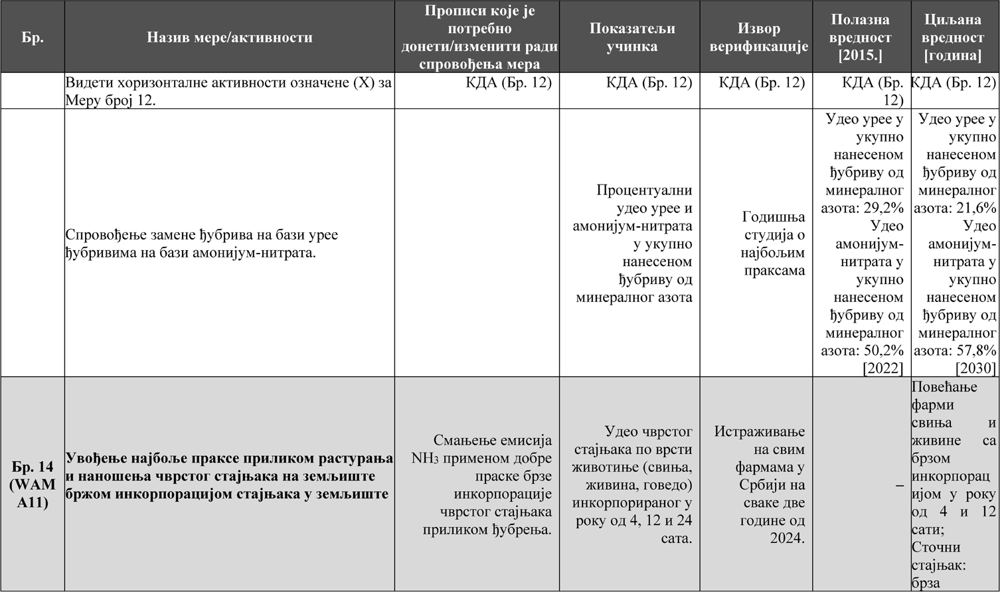 Бр.
Назив мере/активности
Прописи које је
потребно
донети/изменити ради
спровођења мера
Показатељи
учинка
Извор
верификације
Полазна
вредност
[2015.]
Циљана
вредност
[година]
Видети хоризонталне активности означене (X) за
Меру број 12.
КДА (Бр. 12)
КДА (Бр. 12)
КДА (Бр. 12)
КДА (Бр.
12)
КДА (Бр. 12)
Спровођење замене ђубрива на бази урее
ђубривима на бази амонијум-нитрата.
Процентуални
удео урее и
амонијум-нитрата
у укупно
нанесеном
ђубриву од
минералног азота
Годишња
студија о
најбољим
праксама
Удео урее у
укупно
нанесеном
ђубриву од
минералног
азота: 29,2%
Удео
амонијум-
нитрата у
укупно
нанесеном
ђубриву од
минералног
азота: 50,2%
[2022]
Удео урее у
укупно
нанесеном
ђубриву од
минералног
азота: 21,6%
Удео
амонијум-
нитрата у
укупно
нанесеном
ђубриву од
минералног
азота: 57,8%
[2030]
Бр. 14
(WAM
A11)
Увођење најбоље праксе приликом растурања
и наношења чврстог стајњака на земљиште
бржом инкорпорацијом стајњака у земљиште
Смањење емисија
NH3 применом добре
праске брзе
инкорпорације
чврстог стајњака
приликом ђубрења.
Удео чврстог
стајњака по врсти
животиње (свиња,
живина, говедо)
инкорпорираног у
року од 4, 12 и 24
сата.
Истраживање
на свим
фармама у
Србији на
сваке две
године од
2024.
–
Повећање
фарми
свиња и
живине са
брзом
инкорпорац
ијом у року
од 4 и 12
сати;
Сточни
стајњак:
брза